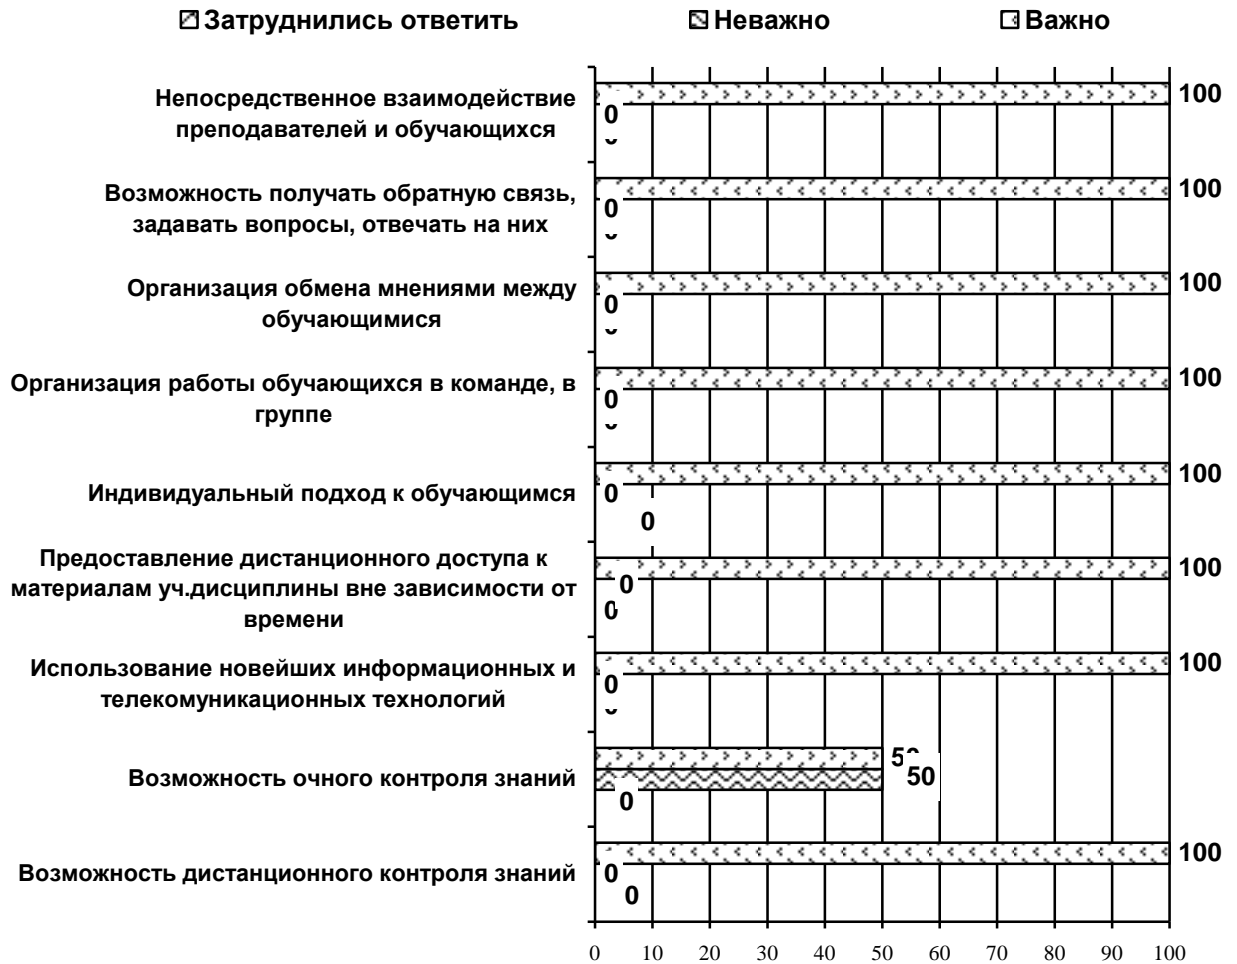 Затруднились ответить Неважно Важно
Непосредственное взаимодействие
преподавателей и обучающихся
100
0
Возможность получать обратную связь,
задавать вопросы, отвечать на них
100
0
Организация обмена мнениями между
обучающимися
100
0
Организация работы обучающихся в команде, в
группе
100
0
Индивидуальный подход к обучающимся
100
0
0
Предоставление дистанционного доступа к
материалам уч.дисциплины вне зависимости от
времени
100
0
0
Использование новейших информационных и
телекомуникационных технологий
100
0
Возможность очного контроля знаний
50
50
0
Возможность дистанционного контроля знаний
100
0
0
0 10 20 30 40 50 60 70 80 90 100